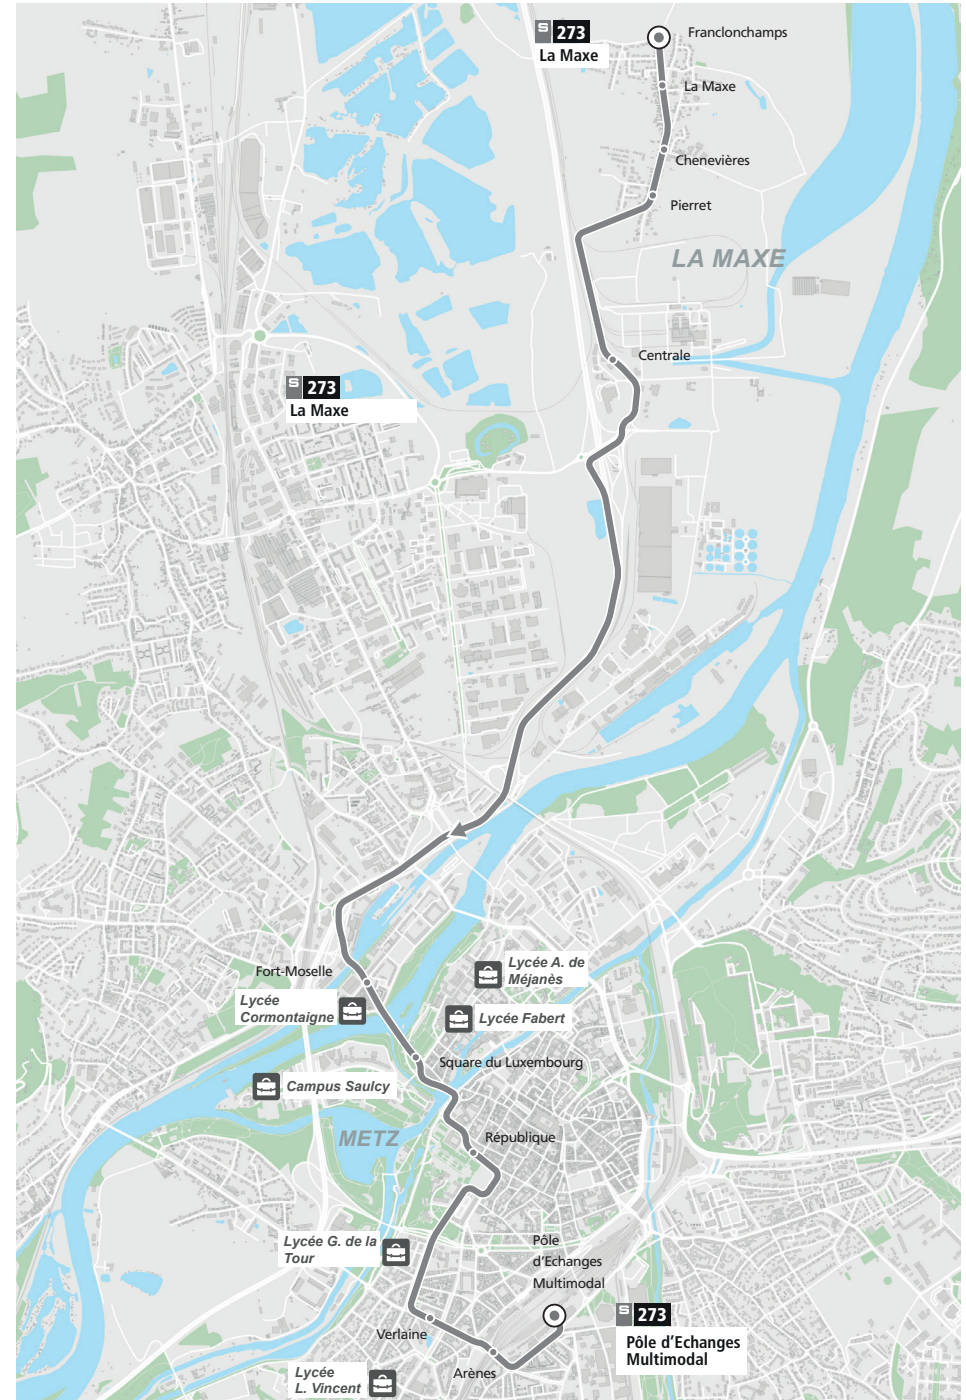 S 273
La Maxe
Franclonchamps
La Maxe
Chenevières
Pierret
LA MAXE
Centrale
S 273
La Maxe
Fort-Moselle
Lycée A. de
Méjanès
Lycée
Cormontaigne
Lycée Fabert
Square du Luxembourg
Campus Saulcy
METZ
République
Lycée G. de la
Tour
Pôle
d'Echanges
Multimodal
S 273
Pôle d'Echanges
Multimodal
Verlaine
Arènes
Lycée
L. Vincent